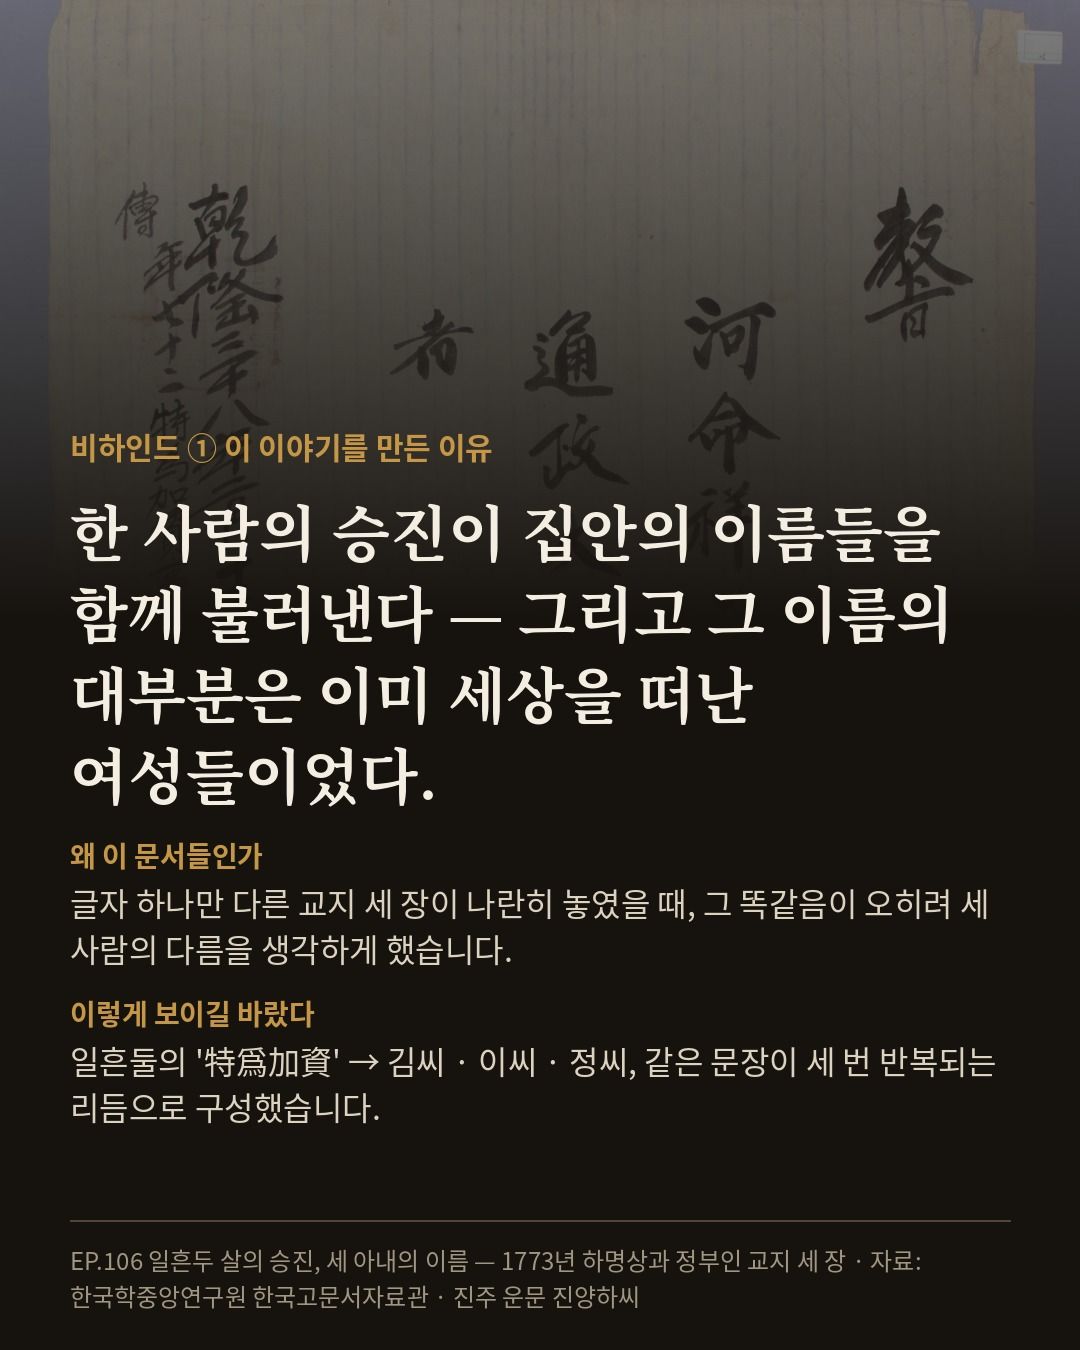 敎旨
河命祥
通政
者
乾隆三十八年
傳
年七十二特爲加
비하인드 ① 이 이야기를 만든 이유
한 사람의 승진이 집안의 이름들을
함께 불러낸다 — 그리고 그 이름의
대부분은 이미 세상을 떠난
여성들이었다.
왜 이 문서들인가
글자 하나만 다른 교지 세 장이 나란히 놓였을 때, 그 똑같음이 오히려 세
사람의 다름을 생각하게 했습니다.
이렇게 보이길 바랐다
일흔둘의 '特爲加資' → 김씨 · 이씨 · 정씨, 같은 문장이 세 번 반복되는
리듬으로 구성했습니다.
EP.106 일흔두 살의 승진, 세 아내의 이름 — 1773년 하명상과 정부인 교지 세 장 · 자료:
한국학중앙연구원 한국고문서자료관 · 진주 운문 진양하씨